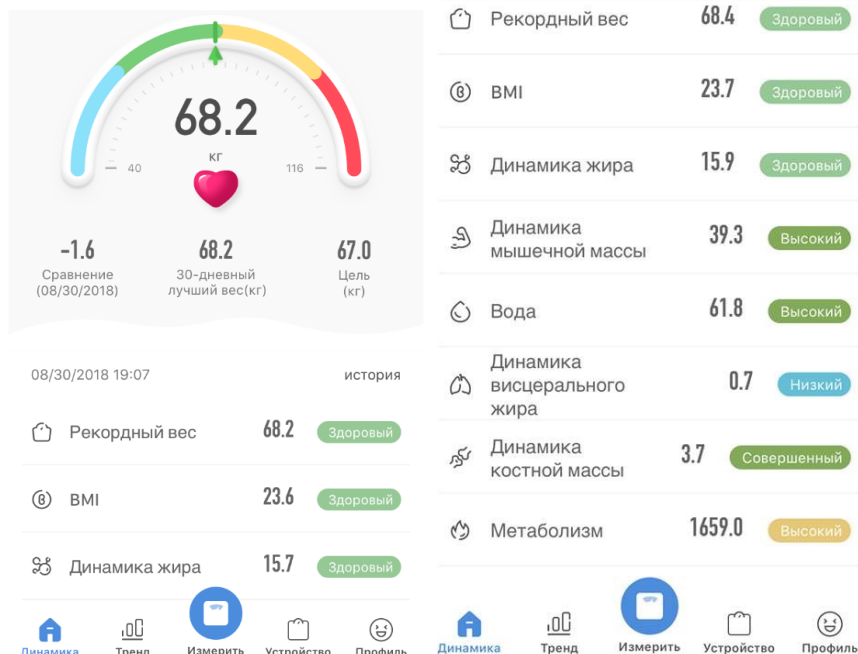 68.2
кг
40
116
-1.6
68.2
67.0
Сравнение
(08/30/2018)
30-дневный
лучший вес(кг)
Цель
(кг)
08/30/2018 19:07
история
Рекордный вес 68.2 Здоровый
BMI 23.6 Здоровый
Динамика жира 15.7 Здоровый
Динамика Тренд Измерить Устройство Профиль
Рекордный вес 68.4 Здоровый
BMI 23.7 Здоровый
Динамика жира 15.9 Здоровый
Динамика
мышечной массы 39.3 Высокий
Вода 61.8 Высокий
Динамика
висцерального 0.7 Низкий
жира
Динамика
костной массы 3.7 Совершенный
Метаболизм 1659.0 Высокий
Динамика Тренд Измерить Устройство Профиль